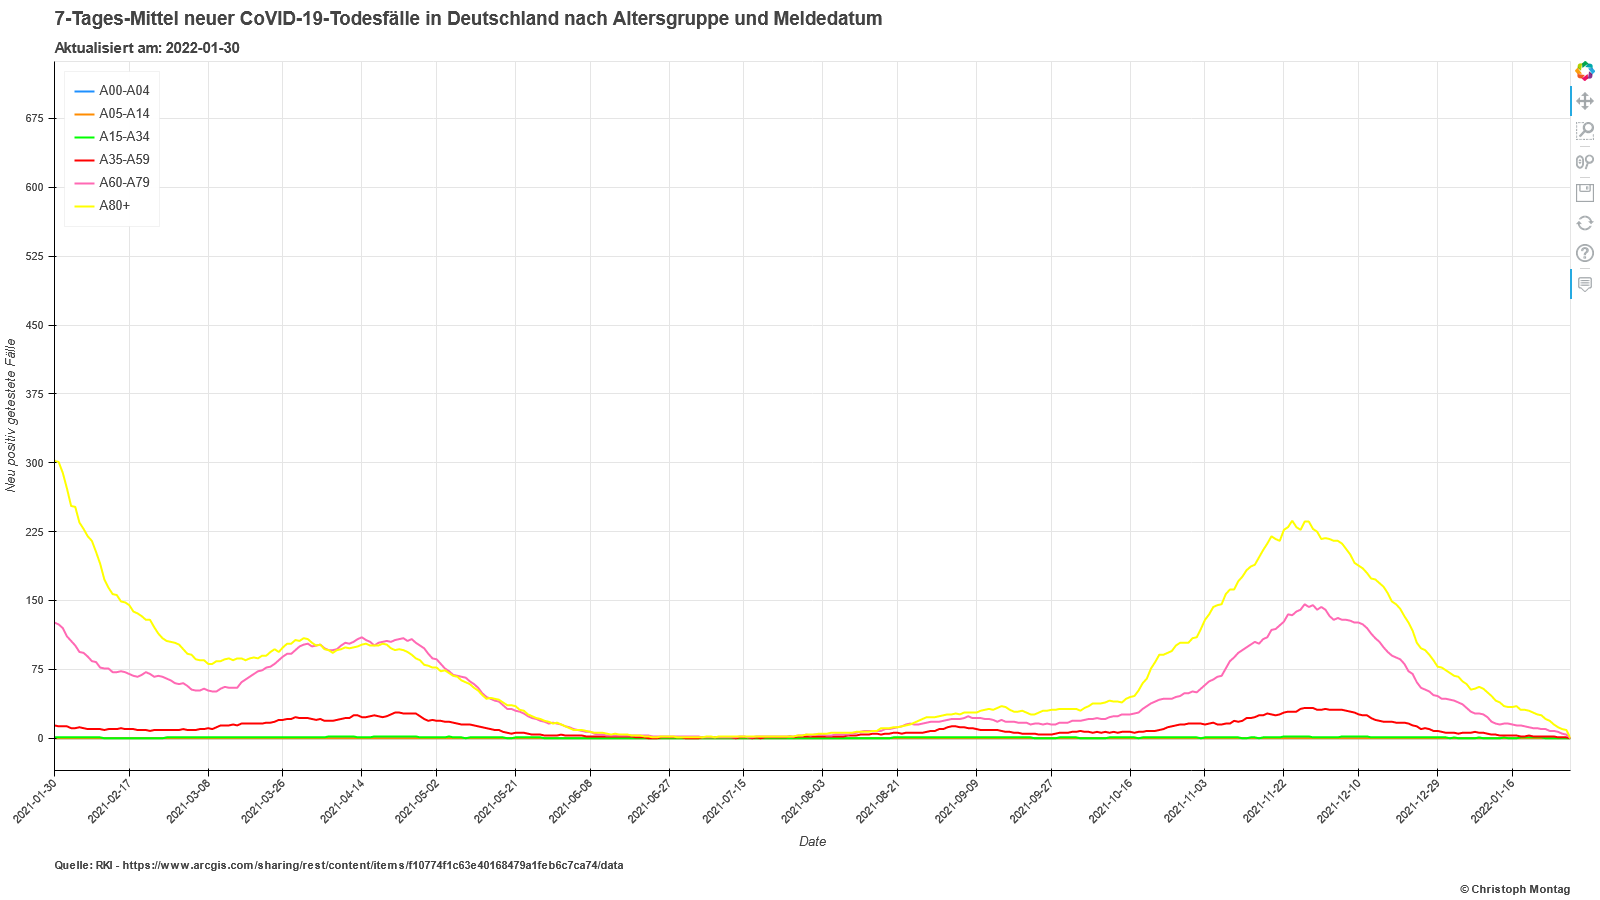 7-Tages-Mittel neuer CoVID-19-Todesfälle in Deutschland nach Altersgruppe und Meldedatum
Aktualisiert am: 2022-01-30
A00-A04
A05-A14
A15-A34
A35-A59
A60-A79
A80+
675
600
525
450
375
300
225
150
75
0
Neu positiv getestete Fälle
2021-01-30
2021-02-17
2021-03-08
2021-03-26
2021-04-14
2021-05-02
2021-05-21
2021-06-08
2021-06-27
2021-07-15
2021-08-03
2021-08-21
2021-09-09
2021-09-27
2021-10-16
2021-11-03
2021-11-22
2021-12-10
2021-12-29
2022-01-16
Date
Quelle: RKI - https://www.arcgis.com/sharing/rest/content/items/f10774f1c63e40168479a1feb6c7ca74/data
© Christoph Montag